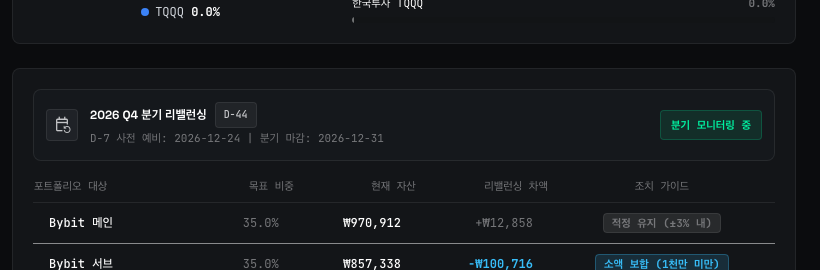 한국투자 TQQQ 0.0%
TQQQ 0.0%
2026 Q4 분기 리밸런싱 D-44
D-7 사전 예비: 2026-12-24 | 분기 마감: 2026-12-31
분기 모니터링 중
포트폴리오 대상 목표 비중 현재 자산 리밸런싱 차액 조치 가이드
Bybit 메인 35.0% ₩970,912 +₩12,858 적정 유지 (±3% 내)
Bybit 서브 35.0% ₩857,338 -₩100,716 소액 보합 (1천만 미만)